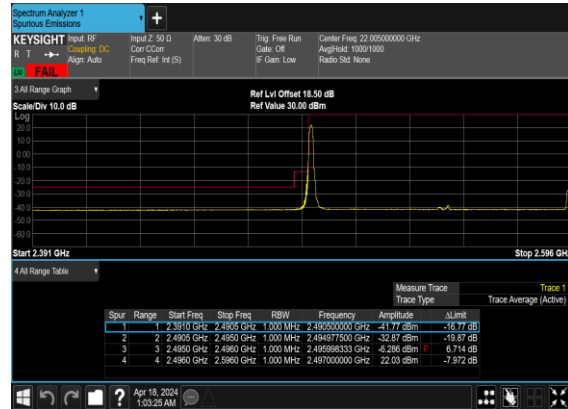 Spectrum Analyzer 1
Spurious Emissions
+
KEYSIGHT Input: RF Input Z: 50 Ω Atten: 30 dB Trig: Free Run Center Freq: 22.005000000 GHz
R T Coupling: DC Corr CCorr Gate: Off Avg|Hold: 1000/1000
Align: Auto Freq Ref: Int (S) IF Gain: Low Radio Std: None
LW FAIL
3 All Range Graph Ref Lvl Offset 18.50 dB
Scale/Div 10.0 dB Ref Value 30.00 dBm
Log
20.0
10.0
0.00
-10.0
-20.0
-30.0
-40.0
-50.0
-60.0
Start 2.391 GHz Stop 2.596 GHz
4 All Range Table
Measure Trace Trace 1
Trace Type Trace Average (Active)
Spur Range Start Freq Stop Freq RBW Frequency Amplitude ΔLimit
1 1 2.3910 GHz 2.4905 GHz 1.000 MHz 2.490500000 GHz -41.77 dBm -16.77 dB
2 2 2.4905 GHz 2.4950 GHz 1.000 MHz 2.494977500 GHz -32.87 dBm -19.87 dB
3 3 2.4950 GHz 2.4960 GHz 1.000 MHz 2.495998333 GHz -6.286 dBm F 6.714 dB
4 4 2.4960 GHz 2.5960 GHz 1.000 MHz 2.497000000 GHz 22.03 dBm -7.972 dB
? Apr 18, 2024
1:03:25 AM